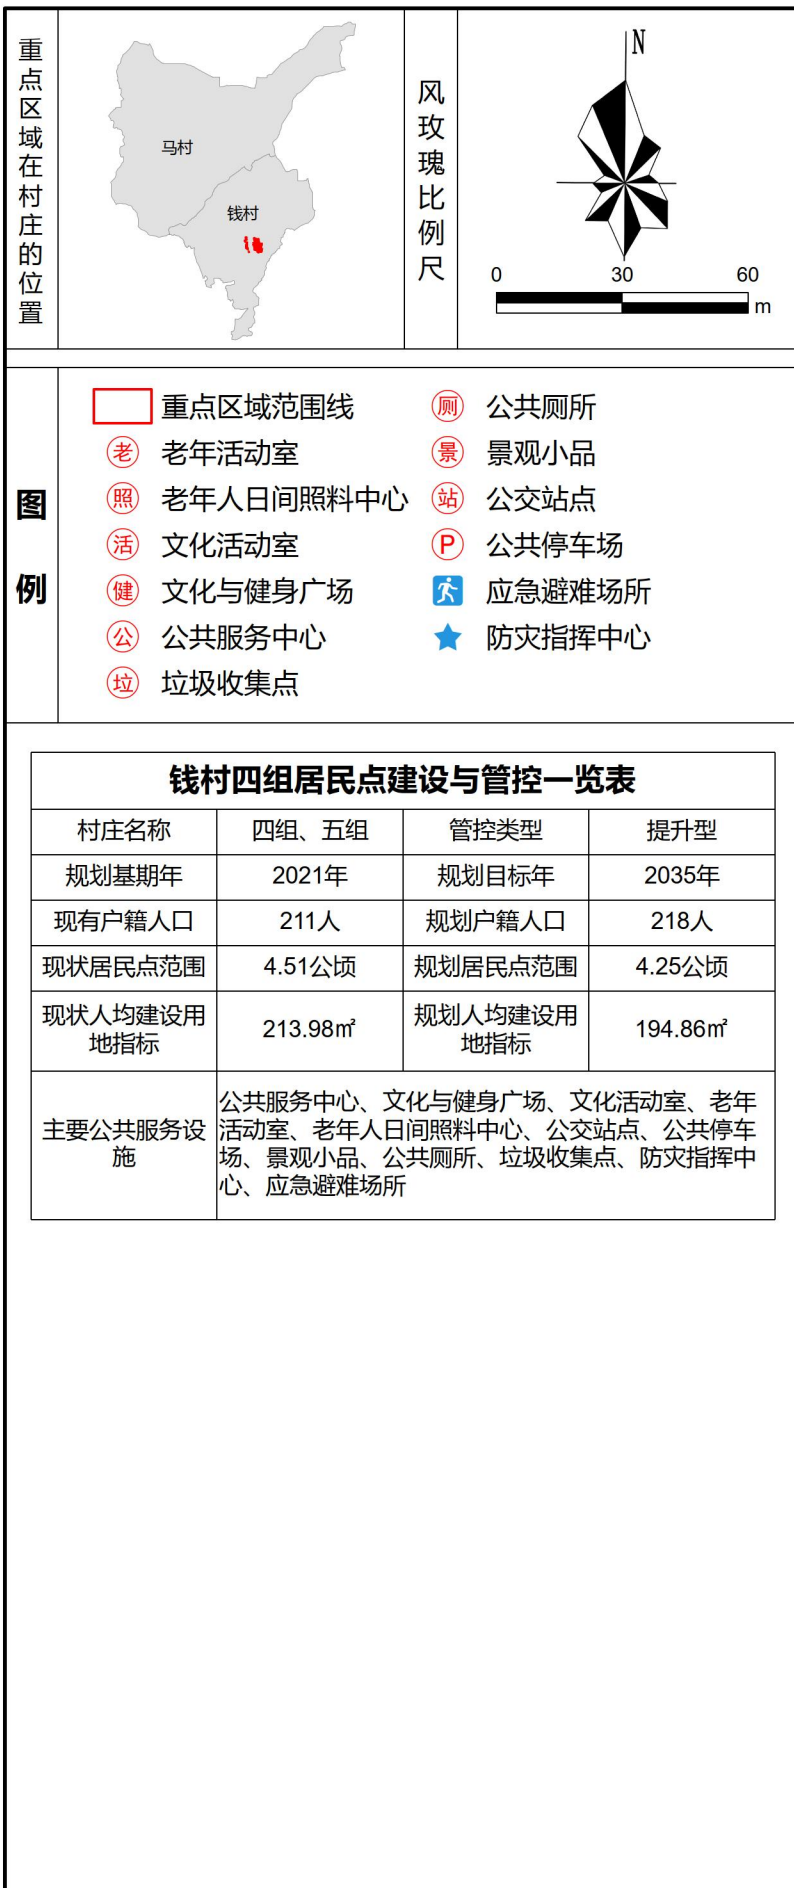 重点区域在村庄的位置
马村
钱村
风玫瑰比例尺
N
0 30 60
m
图例
重点区域范围线
厕 公共厕所
老 老年活动室
景 景观小品
照 老年人日间照料中心
站 公交站点
活 文化活动室
P 公共停车场
健 文化与健身广场
应急避难场所
公 公共服务中心
防灾指挥中心
垃 垃圾收集点
钱村四组居民点建设与管控一览表
村庄名称 四组、五组 管控类型 提升型
规划基期年 2021年 规划目标年 2035年
现有户籍人口 211人 规划户籍人口 218人
现状居民点范围 4.51公顷 规划居民点范围 4.25公顷
现状人均建设用
地指标
213.98㎡
规划人均建设用
地指标
194.86㎡
主要公共服务设
施
公共服务中心、文化与健身广场、文化活动室、老年
活动室、老年人日间照料中心、公交站点、公共停车
场、景观小品、公共厕所、垃圾收集点、防灾指挥中
心、应急避难场所